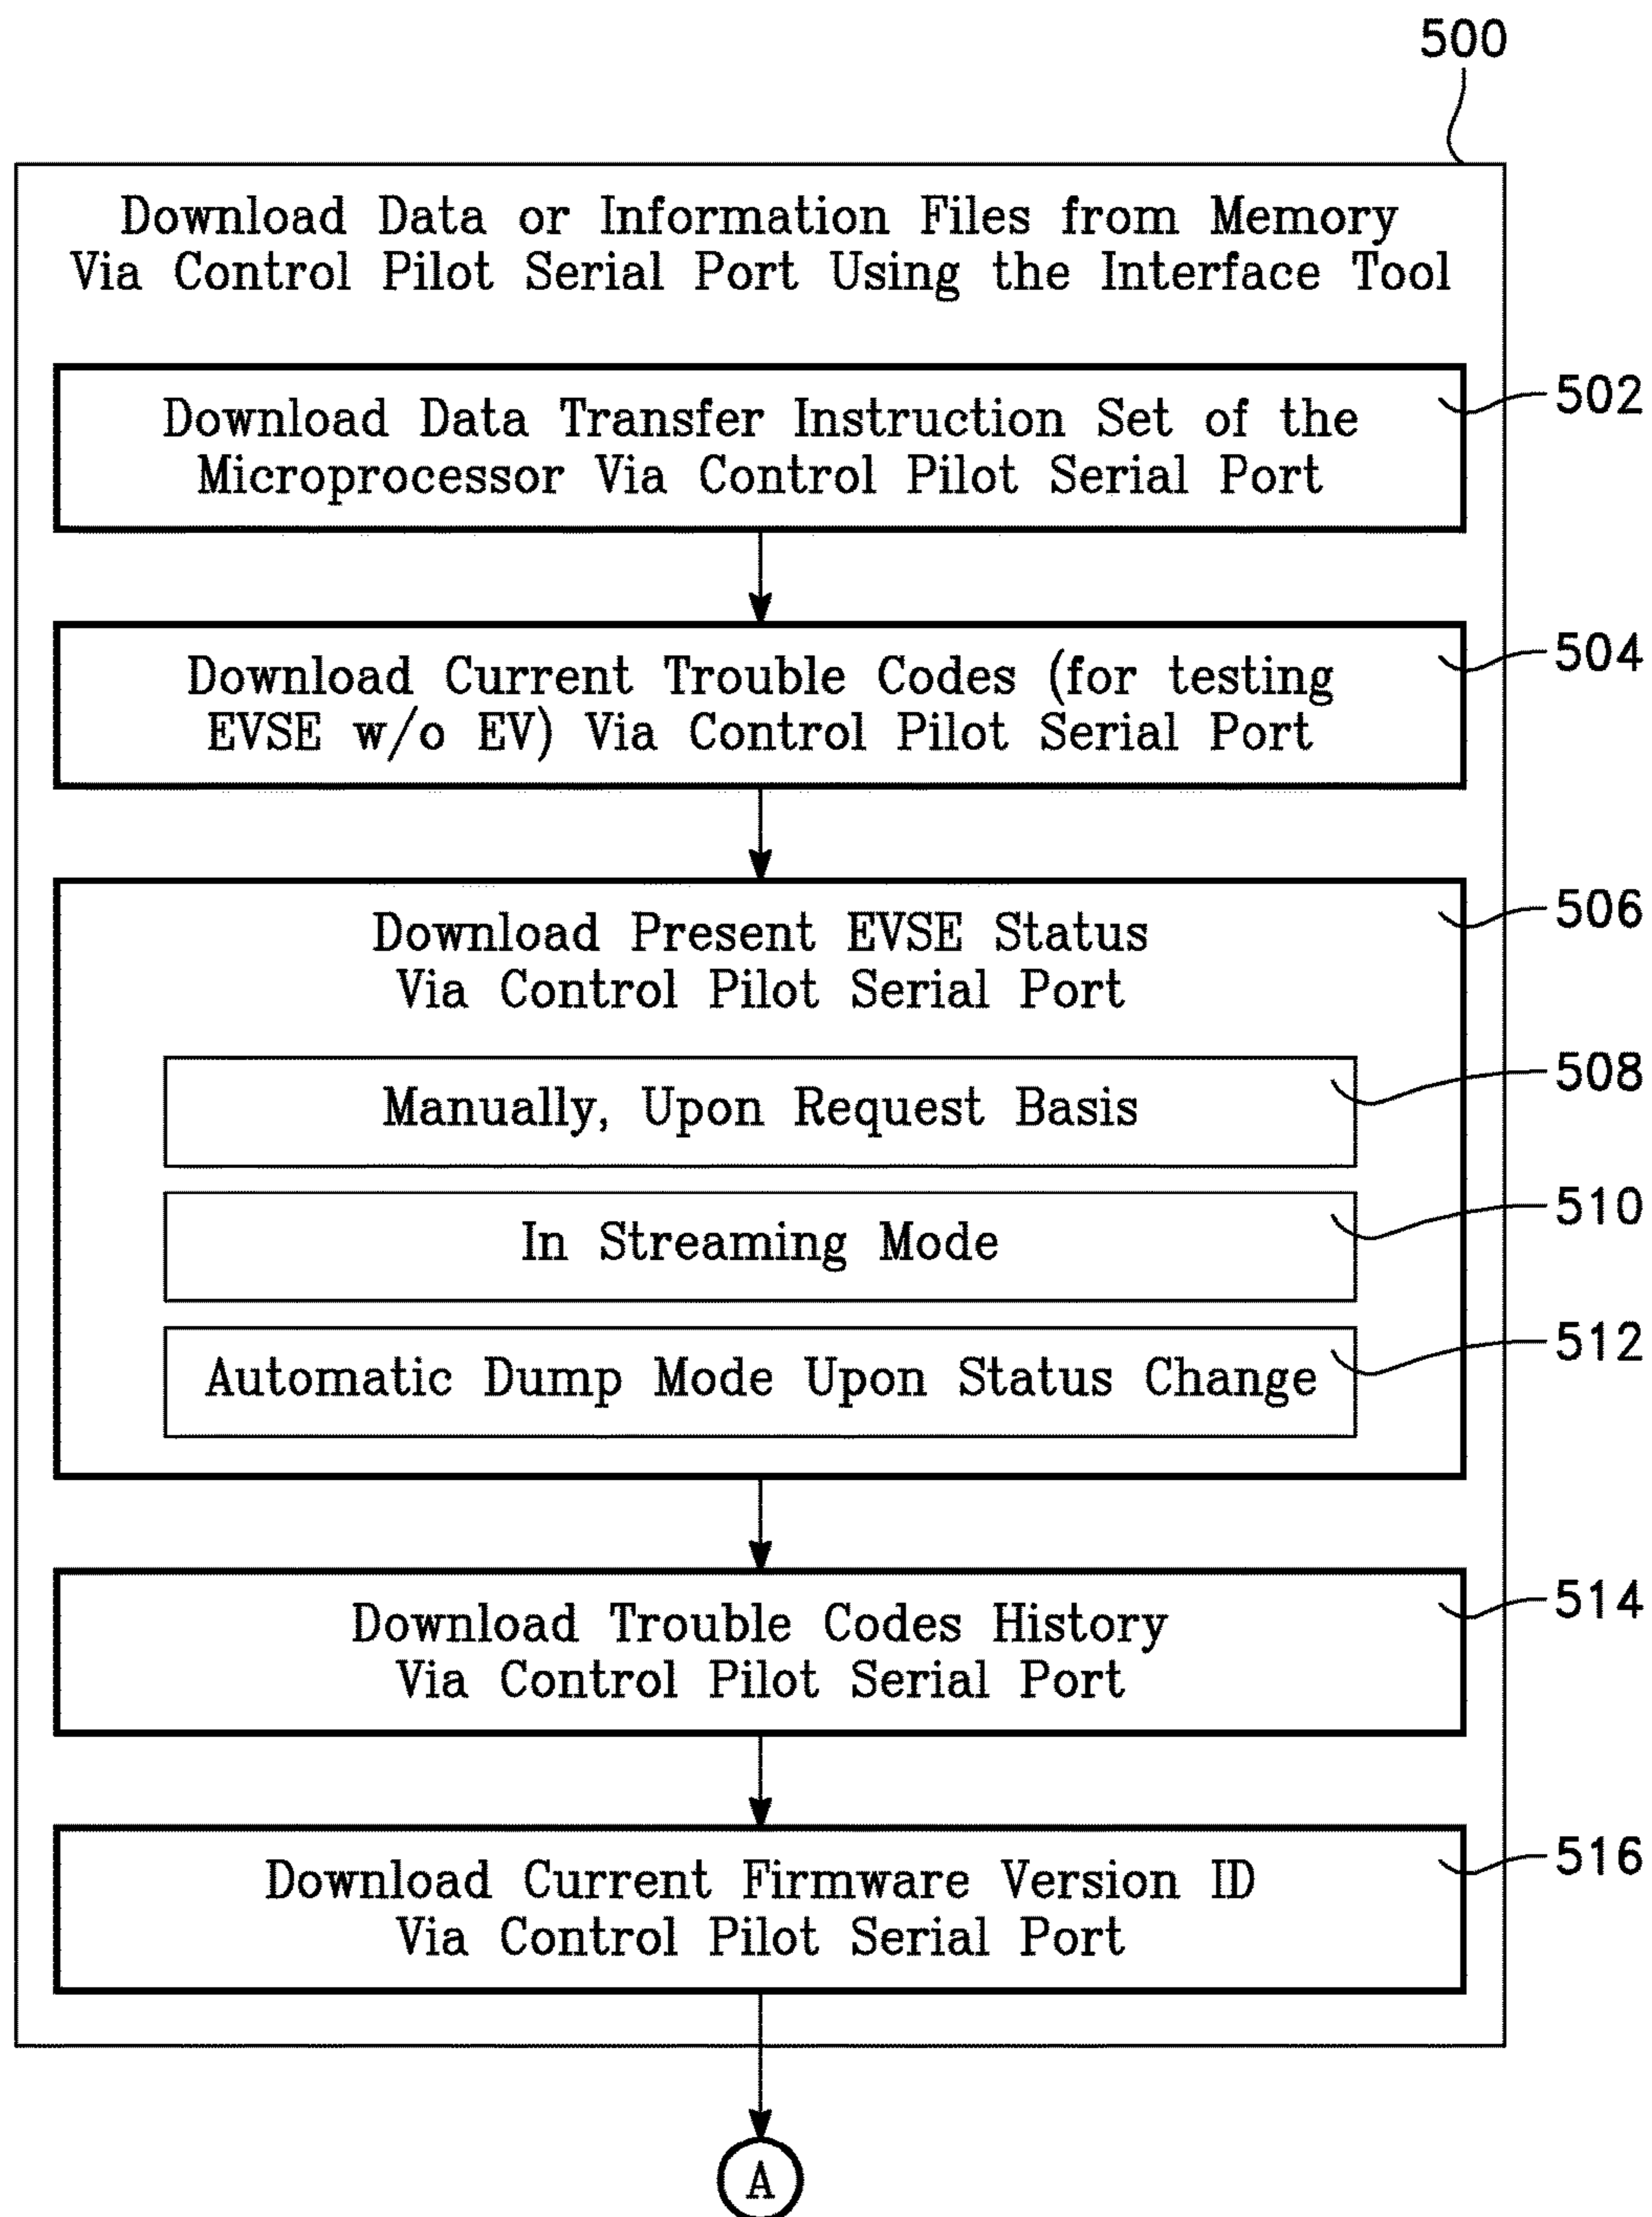 500
Download Data or Information Files from Memory
Via Control Pilot Serial Port Using the Interface Tool
Download Data Transfer Instruction Set of the
Microprocessor Via Control Pilot Serial Port
502
Download Current Trouble Codes (for testing
EVSE w/o EV) Via Control Pilot Serial Port
504
Download Present EVSE Status
Via Control Pilot Serial Port
506
Manually, Upon Request Basis
508
In Streaming Mode
510
Automatic Dump Mode Upon Status Change
512
Download Trouble Codes History
Via Control Pilot Serial Port
514
Download Current Firmware Version ID
Via Control Pilot Serial Port
516
A